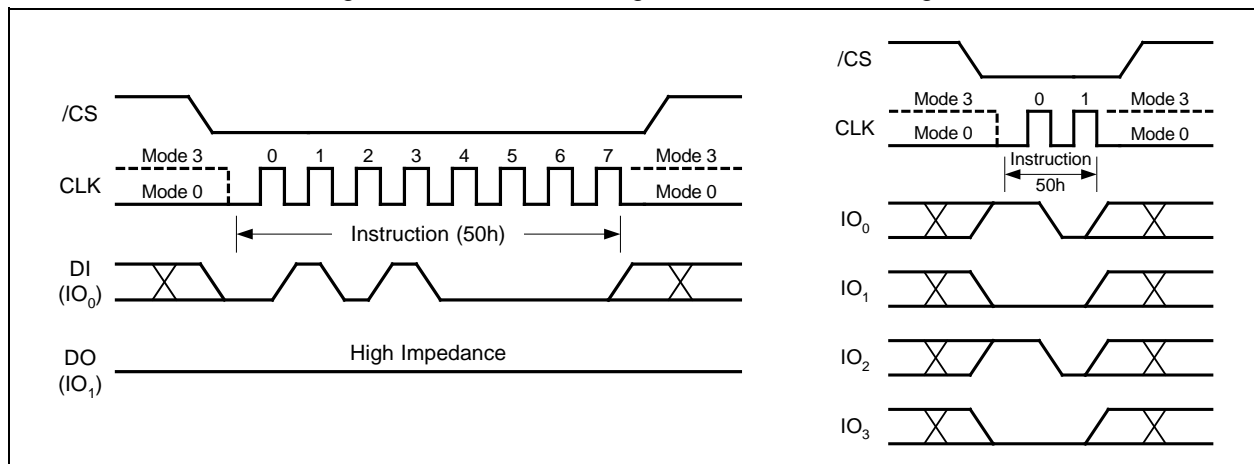 /CS
Mode 3 0 1 2 3 4 5 6 7 Mode 3
CLK
Mode 0 Mode 0
Instruction (50h)
DI
(IO0)
DO High Impedance
(IO1)
/CS
Mode 3 0 1 Mode 3
CLK
Mode 0 Mode 0
Instruction
50h
IO0
IO1
IO2
IO3